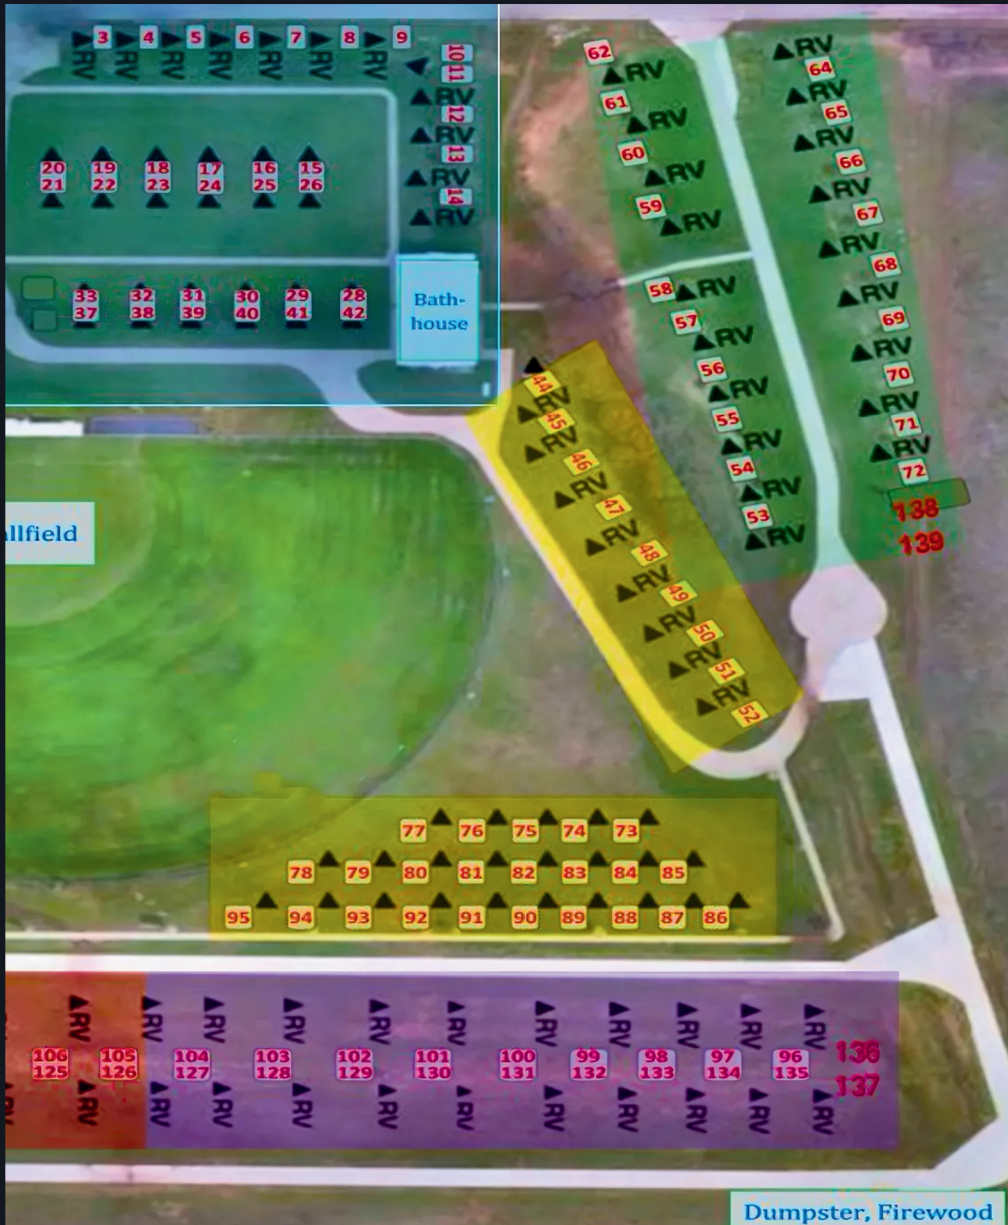 3 4 5 6 7 8 9
RV RV RV RV RV RV
10
11
RV
12
RV
13
RV
14
RV
20 19 18 17 16 15
21 22 23 24 25 26
33 32 31 30 29 28
37 38 39 40 41 42
Bath-
house
62
RV
61
RV
60
RV
59
RV
58 RV
57
RV
56
RV
55
RV
54
RV
53
RV
RV
64
RV
65
RV
66
RV
67
RV
68
RV
69
RV
70
RV
71
RV
72
138
139
44
RV
45
RV
46
RV
47
RV
48
RV
49
RV
50
RV
51
RV
52
llfield
77 76 75 74 73
78 79 80 81 82 83 84 85
95 94 93 92 91 90 89 88 87 86
RV RV RV RV RV RV RV RV RV RV RV
106 105 104 103 102 101 100 99 98 97 96 136
125 126 127 128 129 130 131 132 133 134 135 137
RV RV RV RV RV RV RV RV RV RV RV
Dumpster, Firewood